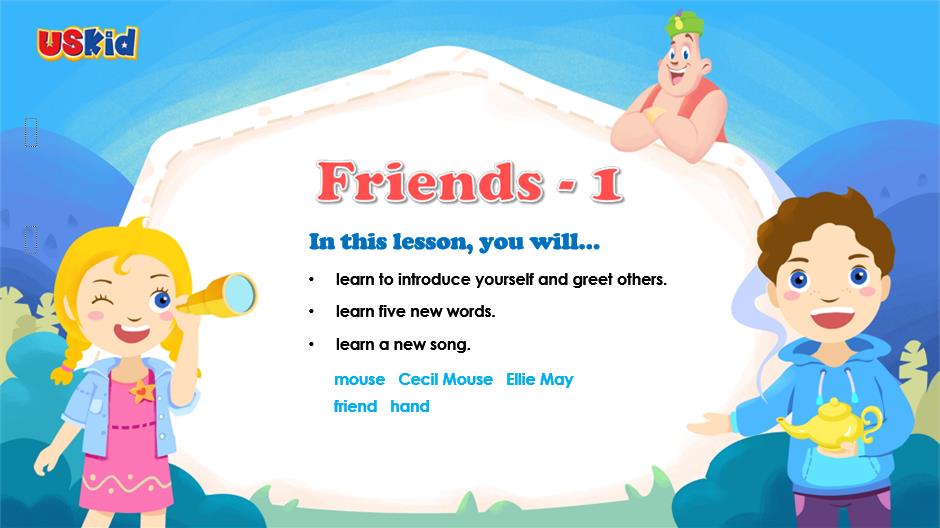 USKid
Friends - 1
In this lesson, you will...
• learn to introduce yourself and greet others.
• learn five new words.
• learn a new song.
mouse Cecil Mouse Ellie May
friend hand